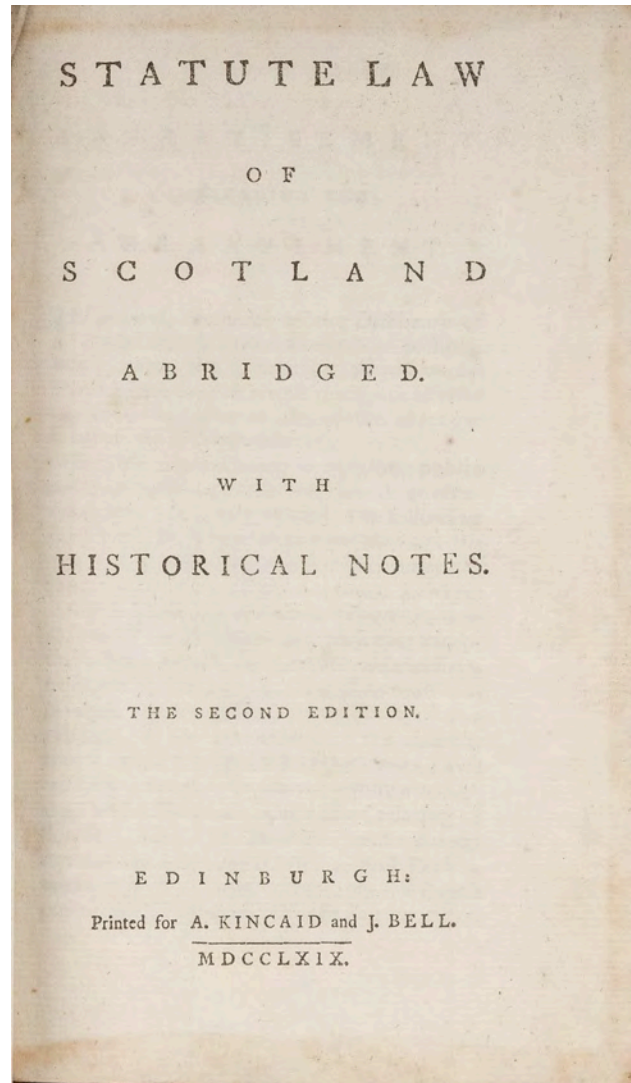 STATUTE LAW
OF
SCOTLAND
ABRIDGED.
WITH
HISTORICAL NOTES.
THE SECOND EDITION.
EDINBURGH:
Printed for A. KINCAID and J. BELL.
MDCCLXIX.